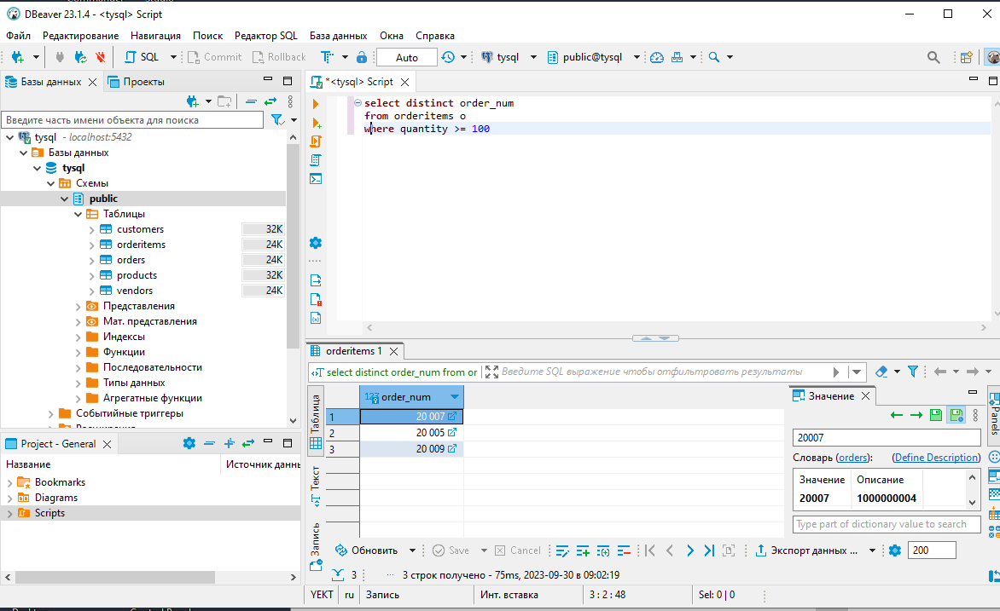 DBeaver 23.1.4 - <tysql> Script
Файл Редактирование Навигация Поиск Редактор SQL База данных Окна Справка
SQL Commit Rollback Auto tysql public@tysql
Базы данных Проекты
Введите часть имени объекта для поиска
tysql - localhost:5432
Базы данных
tysql
Схемы
public
Таблицы
customers 32K
orderitems 24K
orders 24K
products 32K
vendors 24K
Представления
Мат. представления
Индексы
Функции
Последовательности
Типы данных
Агрегатные функции
Событийные триггеры
Project - General
Название Источник данн
Bookmarks
Diagrams
Scripts
*<tysql> Script
select distinct order_num
from orderitems o
where quantity >= 100
orderitems 1
select distinct order_num from or Введите SQL выражение чтобы отфильтровать результаты
Таблица
Текст
Запись
123 order_num
1 20 007
2 20 005
3 20 009
Значение
20007
Словарь (orders): (Define Description)
Значение Описание
20007 1000000004
Type part of dictionary value to search
Panels
Обновить Save Cancel Экспорт данных ... 200
3 3 строк получено - 75ms, 2023-09-30 в 09:02:19
YEKT ru Запись Инт. вставка 3 : 2 : 48 Sel: 0 | 0